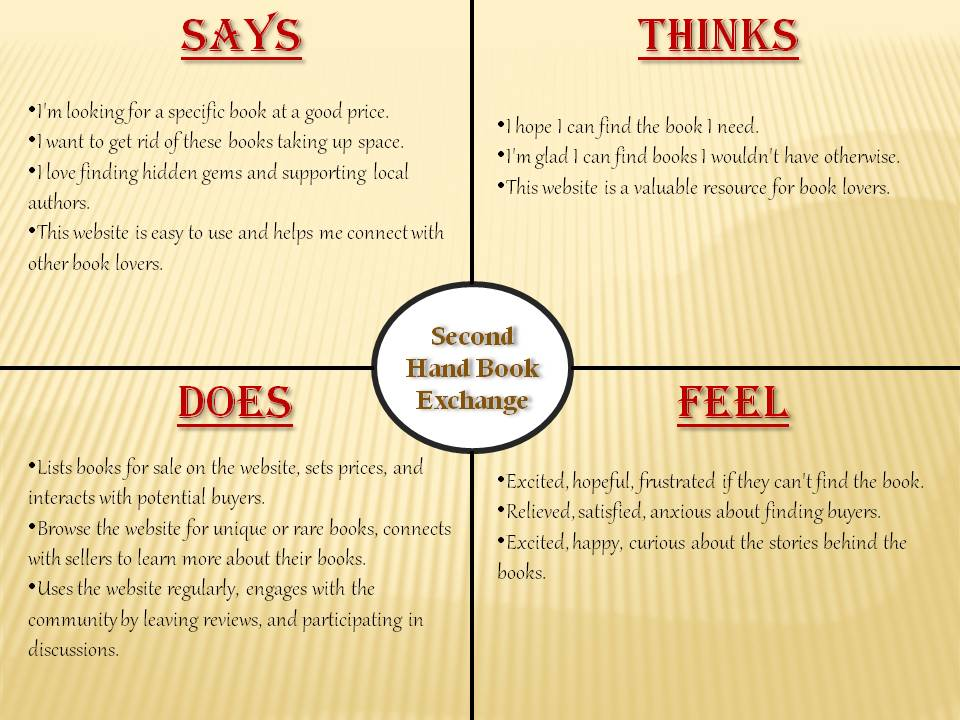 SAYS
•I'm looking for a specific book at a good price.
•I want to get rid of these books taking up space.
•I love finding hidden gems and supporting local
authors.
•This website is easy to use and helps me connect with
other book lovers.
THINKS
•I hope I can find the book I need.
•I'm glad I can find books I wouldn't have otherwise.
•This website is a valuable resource for book lovers.
Second
Hand Book
Exchange
DOES
•Lists books for sale on the website, sets prices, and
interacts with potential buyers.
•Browse the website for unique or rare books, connects
with sellers to learn more about their books.
•Uses the website regularly, engages with the
community by leaving reviews, and participating in
discussions.
FEEL
•Excited, hopeful, frustrated if they can't find the book.
•Relieved, satisfied, anxious about finding buyers.
•Excited, happy, curious about the stories behind the
books.